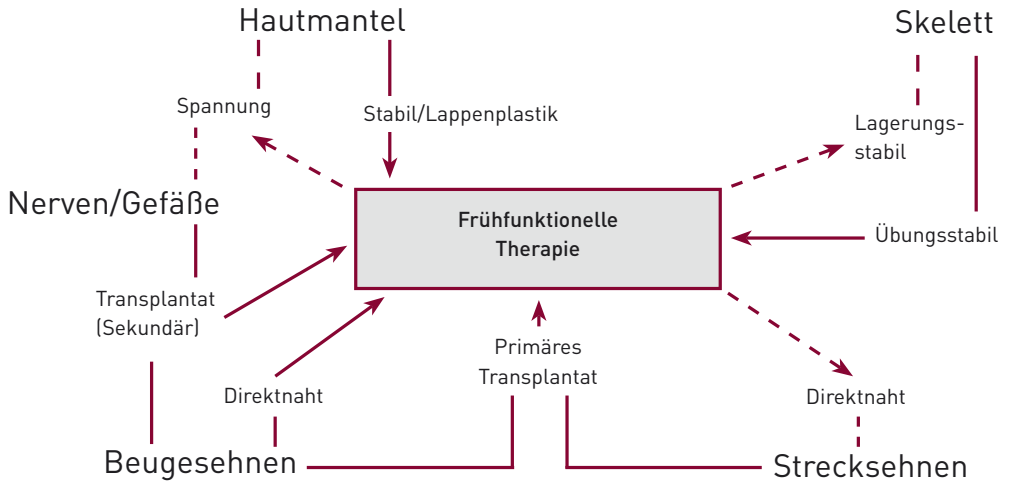 Hautmantel
Skelett
Spannung
Stabil/Lappenplastik
Lagerungs-
stabil
Nerven/Gefäße
Frühfunktionelle
Therapie
Übungsstabil
Transplantat
(Sekundär)
Primäres
Transplantat
Direktnaht
Direktnaht
Beugesehnen
Strecksehnen